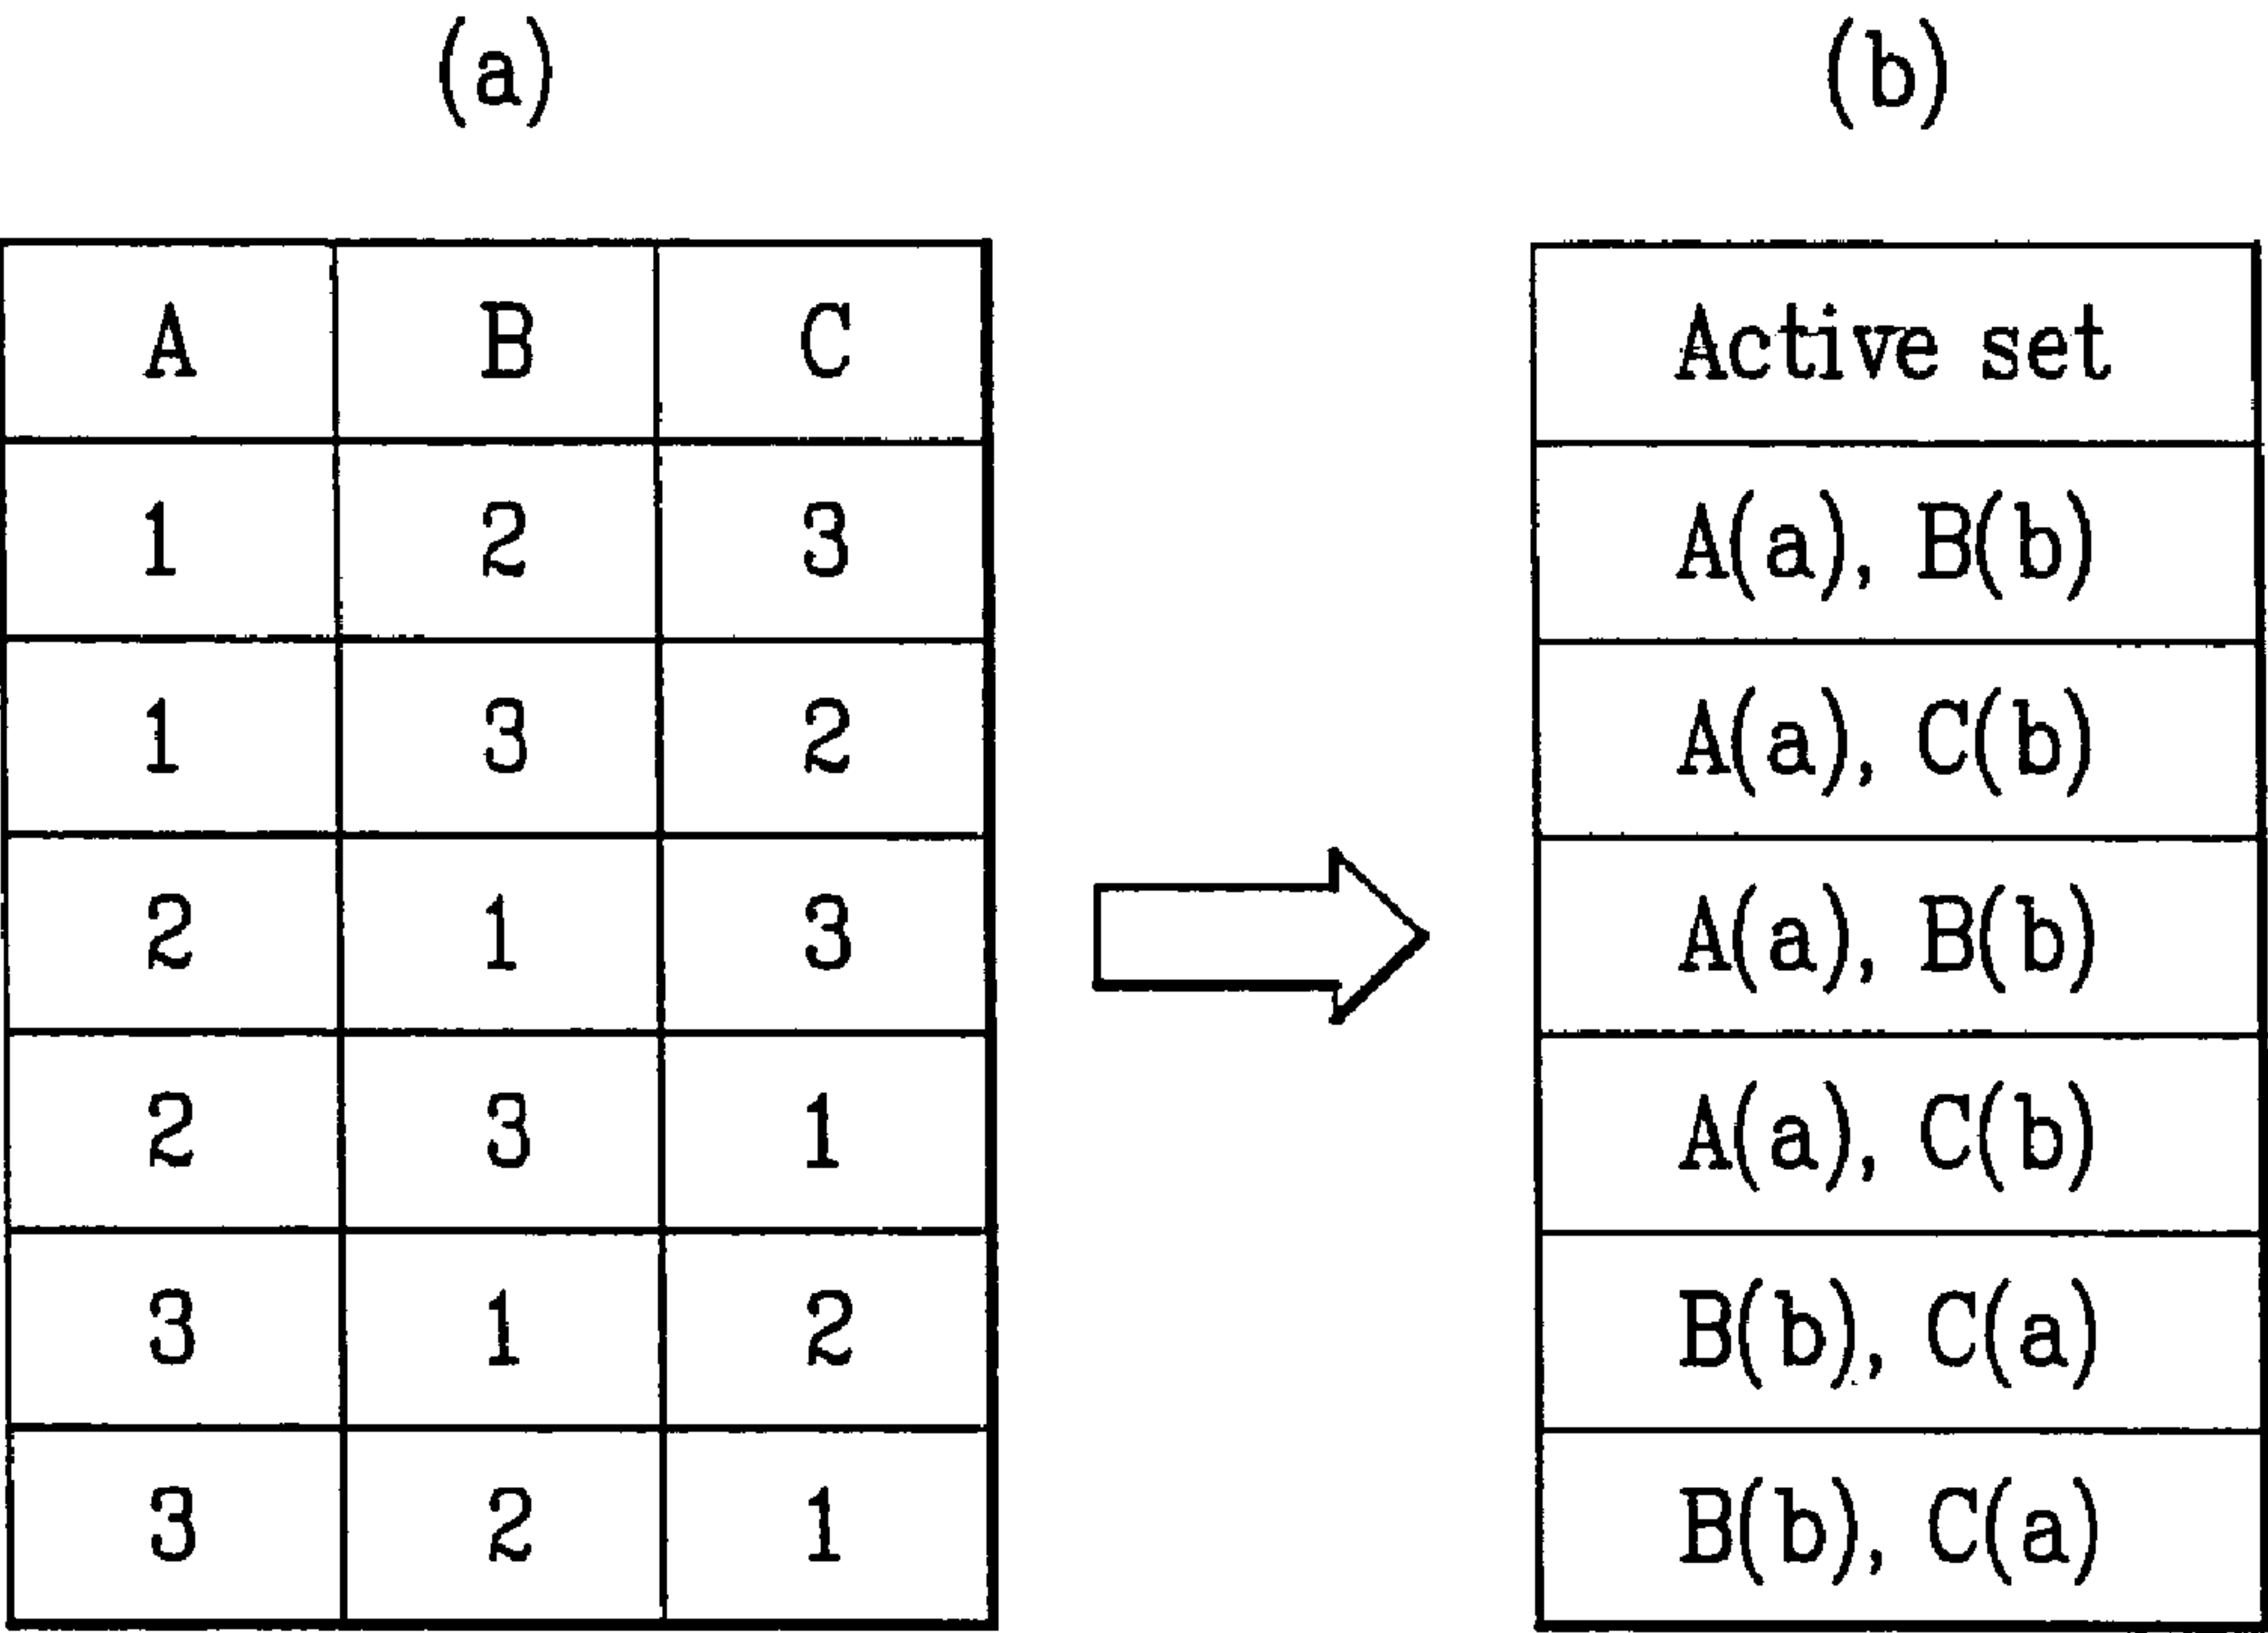 (a) (b)
A B C Active set
1 2 3 A(a), B(b)
1 3 2 A(a), C(b)
2 1 3 A(a), B(b)
2 3 1 A(a), C(b)
3 1 2 B(b), C(a)
3 2 1 B(b), C(a)